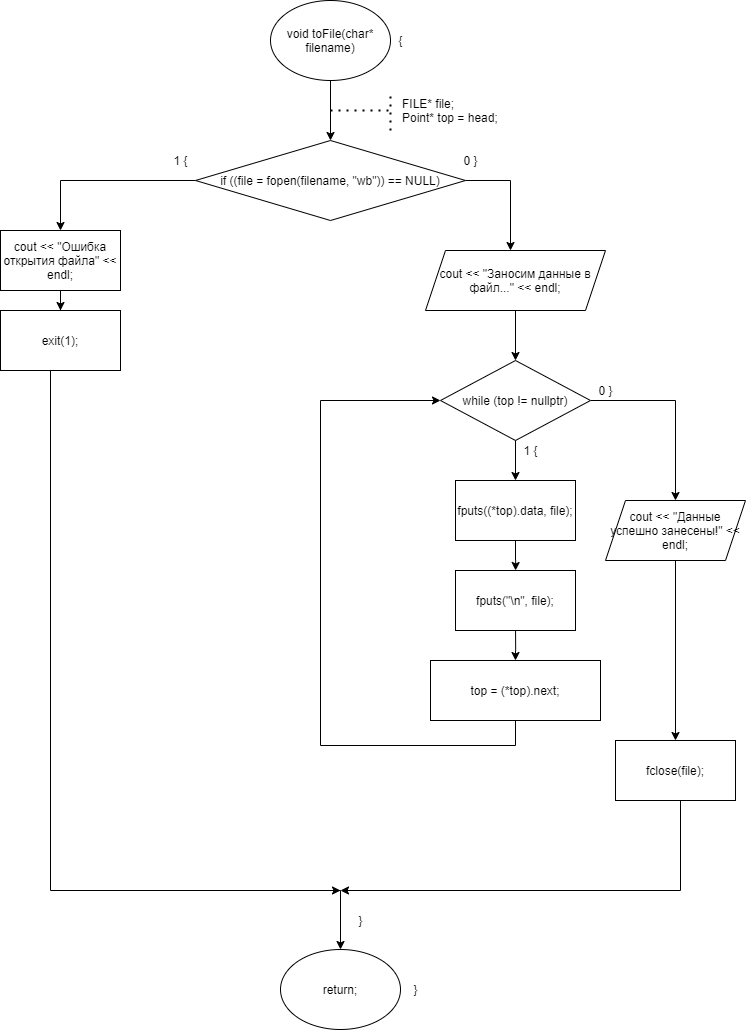 void toFile(char*
filename)
{
FILE* file;
Point* top = head;
1 {
0 }
if ((file = fopen(filename, "wb")) == NULL)
cout << "Ошибка
открытия файла" <<
endl;
exit(1);
cout << "Заносим данные в
файл..." << endl;
while (top != nullptr)
0 }
1 {
fputs((*top).data, file);
fputs("\n", file);
top = (*top).next;
cout << "Данные
успешно занесены!" <<
endl;
fclose(file);
}
return;
}